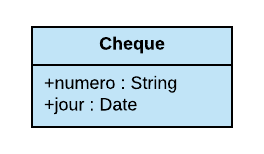 Cheque
+numero : String
+jour : Date